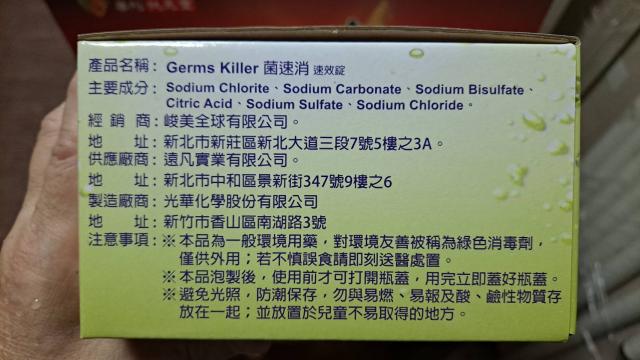 產品名稱：Germs Killer 菌速消 速效錠
主要成分：Sodium Chlorite、Sodium Carbonate、Sodium Bisulfate、
Citric Acid、Sodium Sulfate、Sodium Chloride。
經銷商：峻美全球有限公司。
地址：新北市新莊區新北大道三段7號5樓之3A。
供應廠商：遠凡實業有限公司。
地址：新北市中和區景新街347號9樓之6
製造廠商：光華化學股份有限公司
地址：新竹市香山區南湖路3號
注意事項：※本品為一般環境用藥，對環境友善被稱為綠色消毒劑，
僅供外用；若不慎誤食請即刻送醫處置。
※本品泡製後，使用前才可打開瓶蓋，用完立即蓋好瓶蓋。
※避免光照，防潮保存，勿與易燃、易報及酸、鹼性物質存
放在一起；並放置於兒童不易取得的地方。